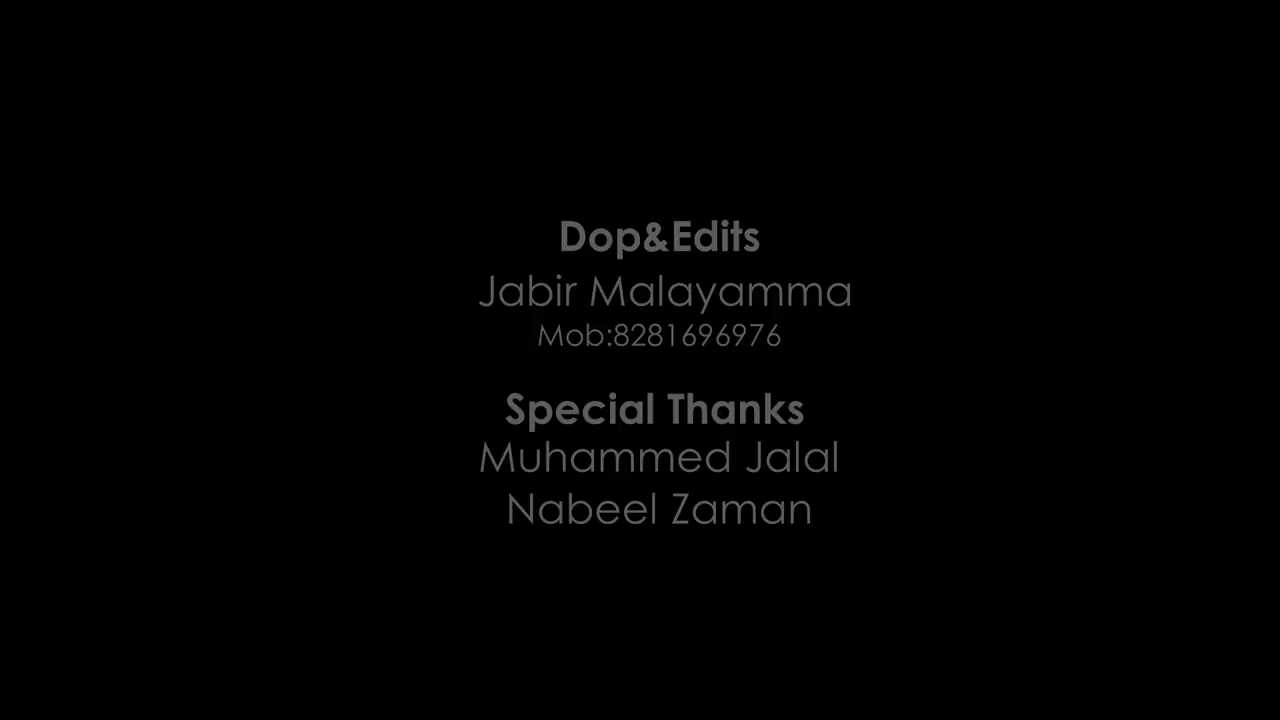 Dop&Edits
Jabir Malayamma
Mob:8281696976
Special Thanks
Muhammed Jalal
Nabeel Zaman